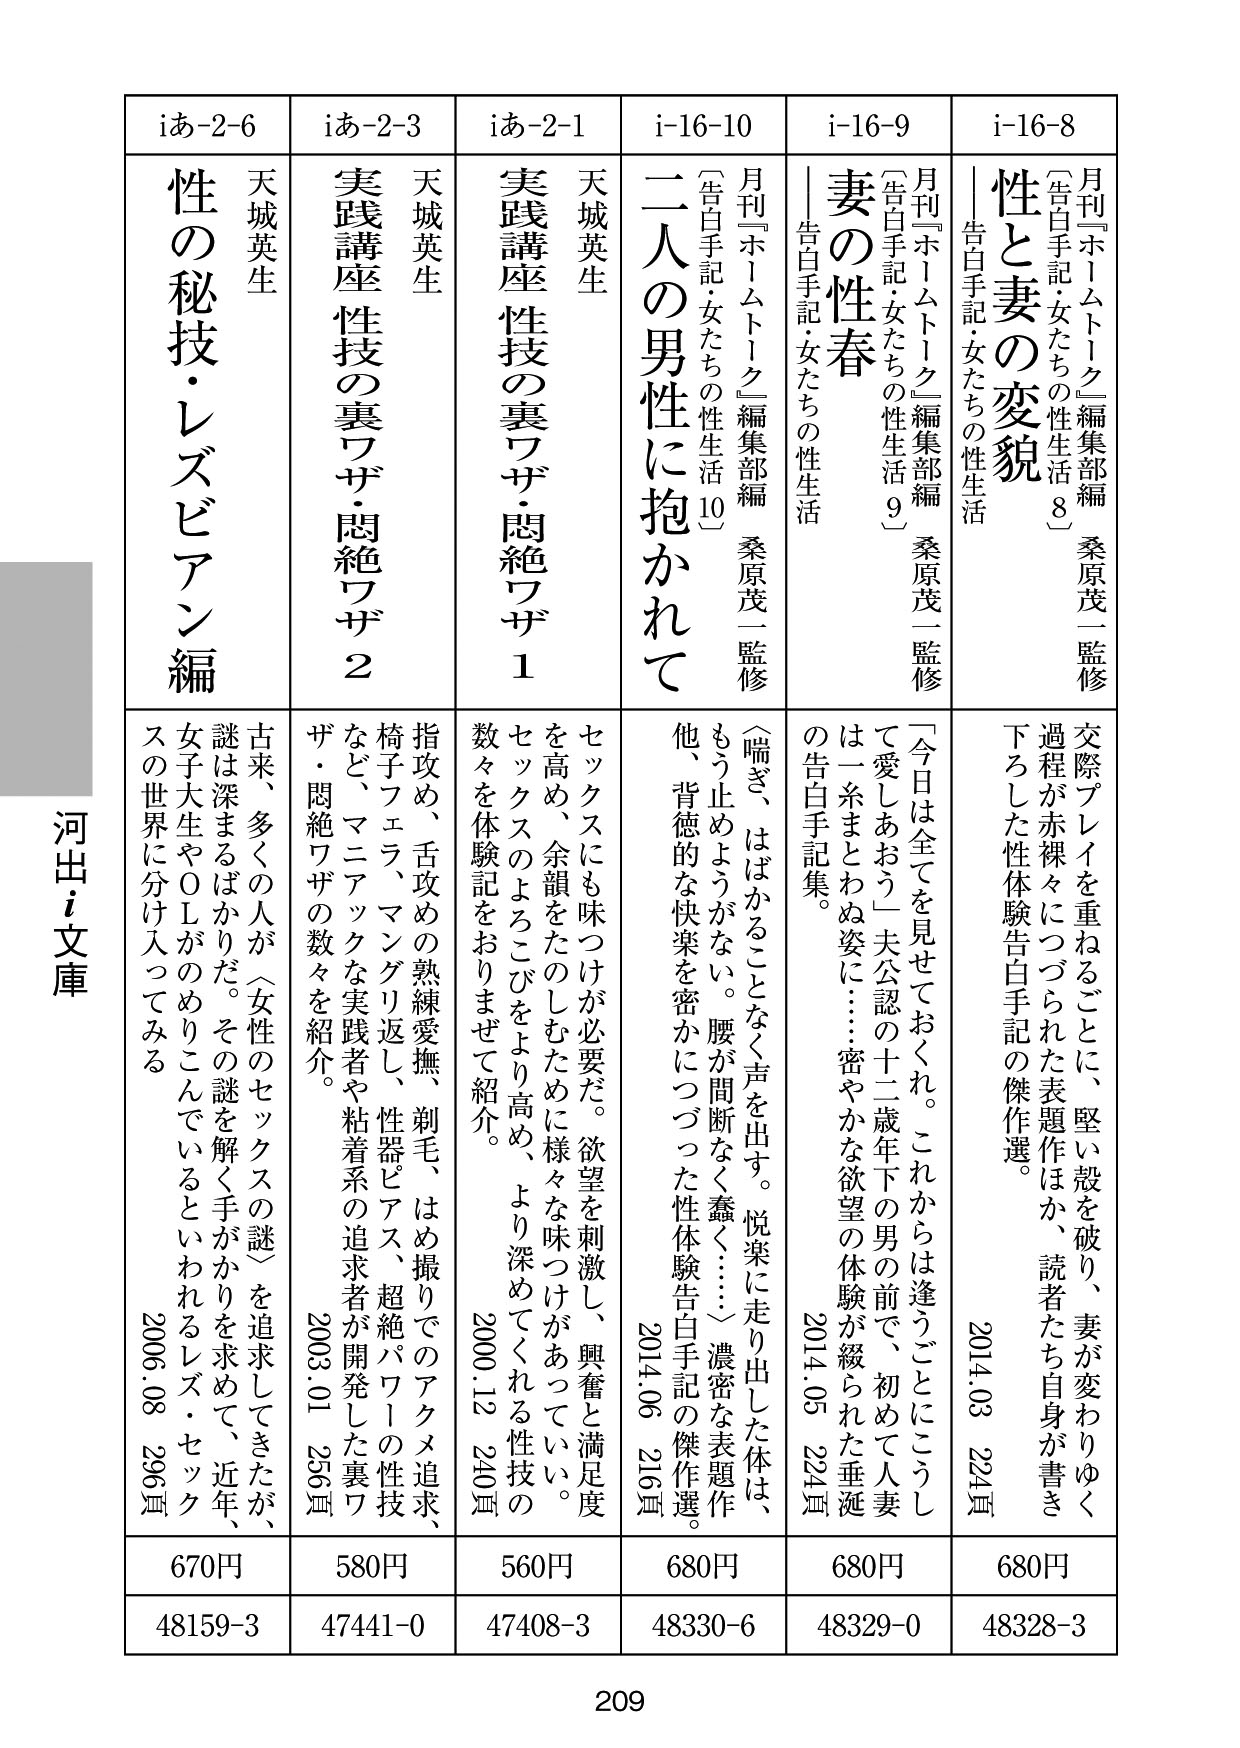 i-16-8
月刊『ホームトーク』編集部編　桑原茂一監修
〔告白手記・女たちの性生活 8〕
性と妻の変貌
──告白手記・女たちの性生活
交際プレイを重ねるごとに、堅い殻を破り、妻が変わりゆく
過程が赤裸々につづられた表題作ほか、読者たち自身が書き
下ろした性体験告白手記の傑作選。
2014.03　224頁
680円
48328-3
i-16-9
月刊『ホームトーク』編集部編　桑原茂一監修
〔告白手記・女たちの性生活 9〕
妻の性春
──告白手記・女たちの性生活
「今日は全てを見せておくれ。これからは逢うごとにこうし
て愛しあおう」夫公認の十二歳年下の男の前で、初めて人妻
は一糸まとわぬ姿に……密やかな欲望の体験が綴られた垂涎
の告白手記集。
2014.05　224頁
680円
48329-0
i-16-10
月刊『ホームトーク』編集部編　桑原茂一監修
〔告白手記・女たちの性生活 10〕
二人の男性に抱かれて
〈喘ぎ、はばかることなく声を出す。悦楽に走り出した体は、
もう止めようがない。腰が間断なく蠢く……〉濃密な表題作
他、背徳的な快楽を密かにつづった性体験告白手記の傑作選。
2014.06　216頁
680円
48330-6
iあ-2-1
天城英生
実践講座 性技の裏ワザ・悶絶ワザ 1
セックスにも味つけが必要だ。欲望を刺激し、興奮と満足度
を高め、余韻をたのしむために様々な味つけがあっていい。
セックスのよろこびをより高め、より深めてくれる性技の
数々を体験記をおりまぜて紹介。
2000.12　240頁
560円
47408-3
iあ-2-3
天城英生
実践講座 性技の裏ワザ・悶絶ワザ 2
指攻め、舌攻めの熟練愛撫、剃毛、はめ撮りでのアクメ追求、
椅子フェラ、マングリ返し、性器ピアス、超絶パワーの性技
など、マニアックな実践者や粘着系の追求者が開発した裏ワ
ザ・悶絶ワザの数々を紹介。
2003.01　256頁
580円
47441-0
iあ-2-6
天城英生
性の秘技・レズビアン編
古来、多くの人が〈女性のセックスの謎〉を追求してきたが、
謎は深まるばかりだ。その謎を解く手がかりを求めて、近年、
女子大生やOLがのめりこんでいるといわれるレズ・セック
スの世界に分け入ってみる
2006.08　296頁
670円
48159-3
河出i文庫
209